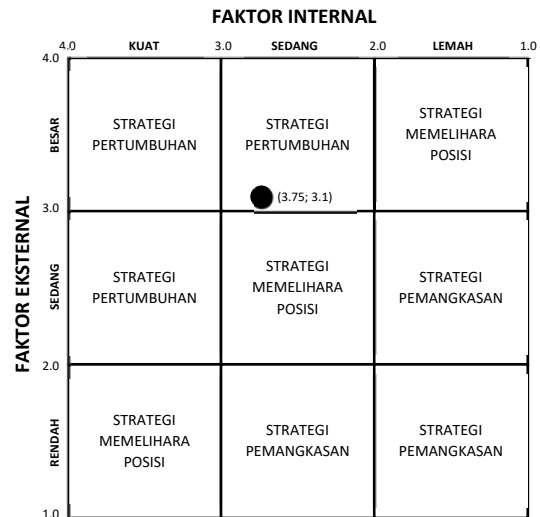 FAKTOR INTERNAL
4.0 KUAT 3.0 SEDANG 2.0 LEMAH 1.0
4.0
FAKTOR EKSTERNAL
BESAR
STRATEGI
PERTUMBUHAN
STRATEGI
PERTUMBUHAN
STRATEGI
MEMELIHARA
POSISI
(3.75; 3.1)
3.0
SEDANG
STRATEGI
PERTUMBUHAN
STRATEGI
MEMELIHARA
POSISI
STRATEGI
PEMANGKASAN
2.0
RENDAH
STRATEGI
MEMELIHARA
POSISI
STRATEGI
PEMANGKASAN
STRATEGI
PEMANGKASAN
1.0